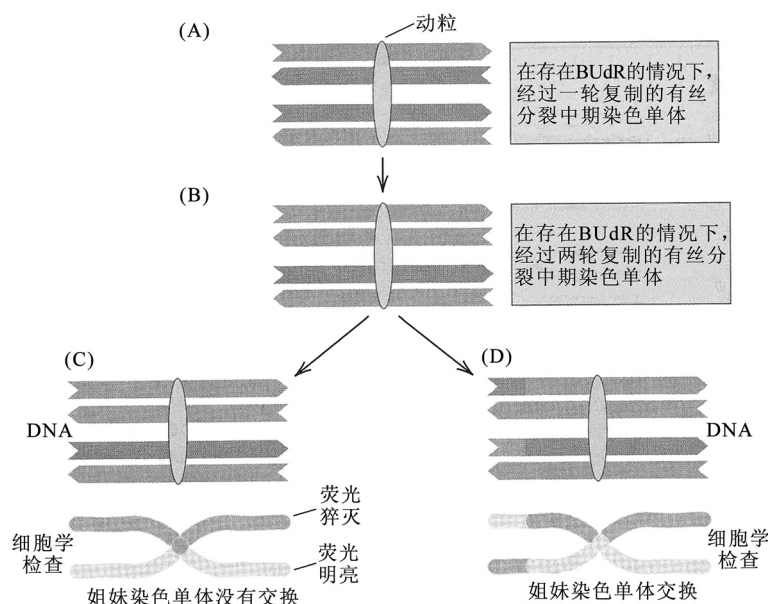 (A)
动粒
在存在BUdR的情况下，
经过一轮复制的有丝
分裂中期染色单体
(B)
在存在BUdR的情况下，
经过两轮复制的有丝分
裂中期染色单体
(C)
(D)
DNA
DNA
荧光
猝灭
细胞学
检查
荧光
明亮
细胞学
检查
姐妹染色单体没有交换
姐妹染色单体交换